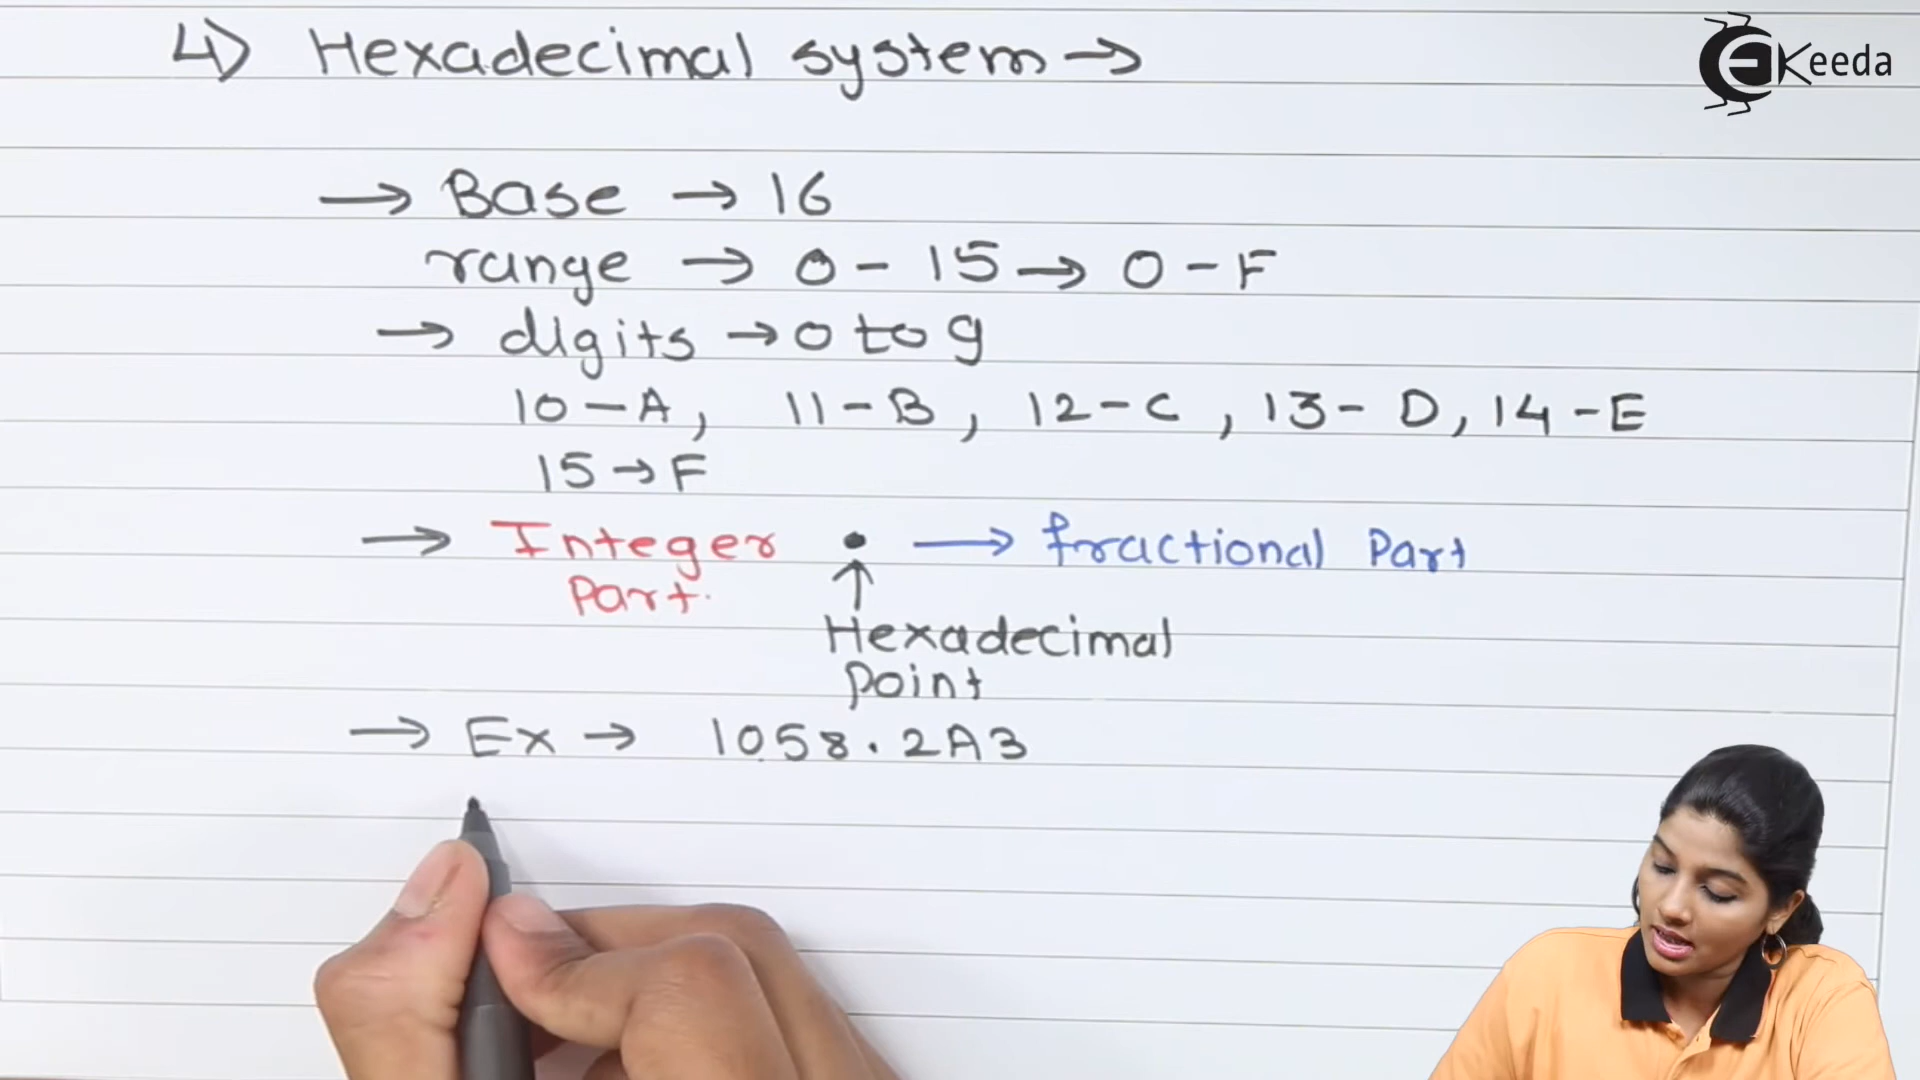 4) Hexadecimal system →
EKeeda
→ Base → 16
range → 0 - 15 → 0 - F
→ digits → 0 to 9
10 - A, 11 - B, 12 - C, 13 - D, 14 - E
15 → F
→ Integer • → fractional Part
Part.
↑
Hexadecimal
Point
→ Ex → 1058.2A3